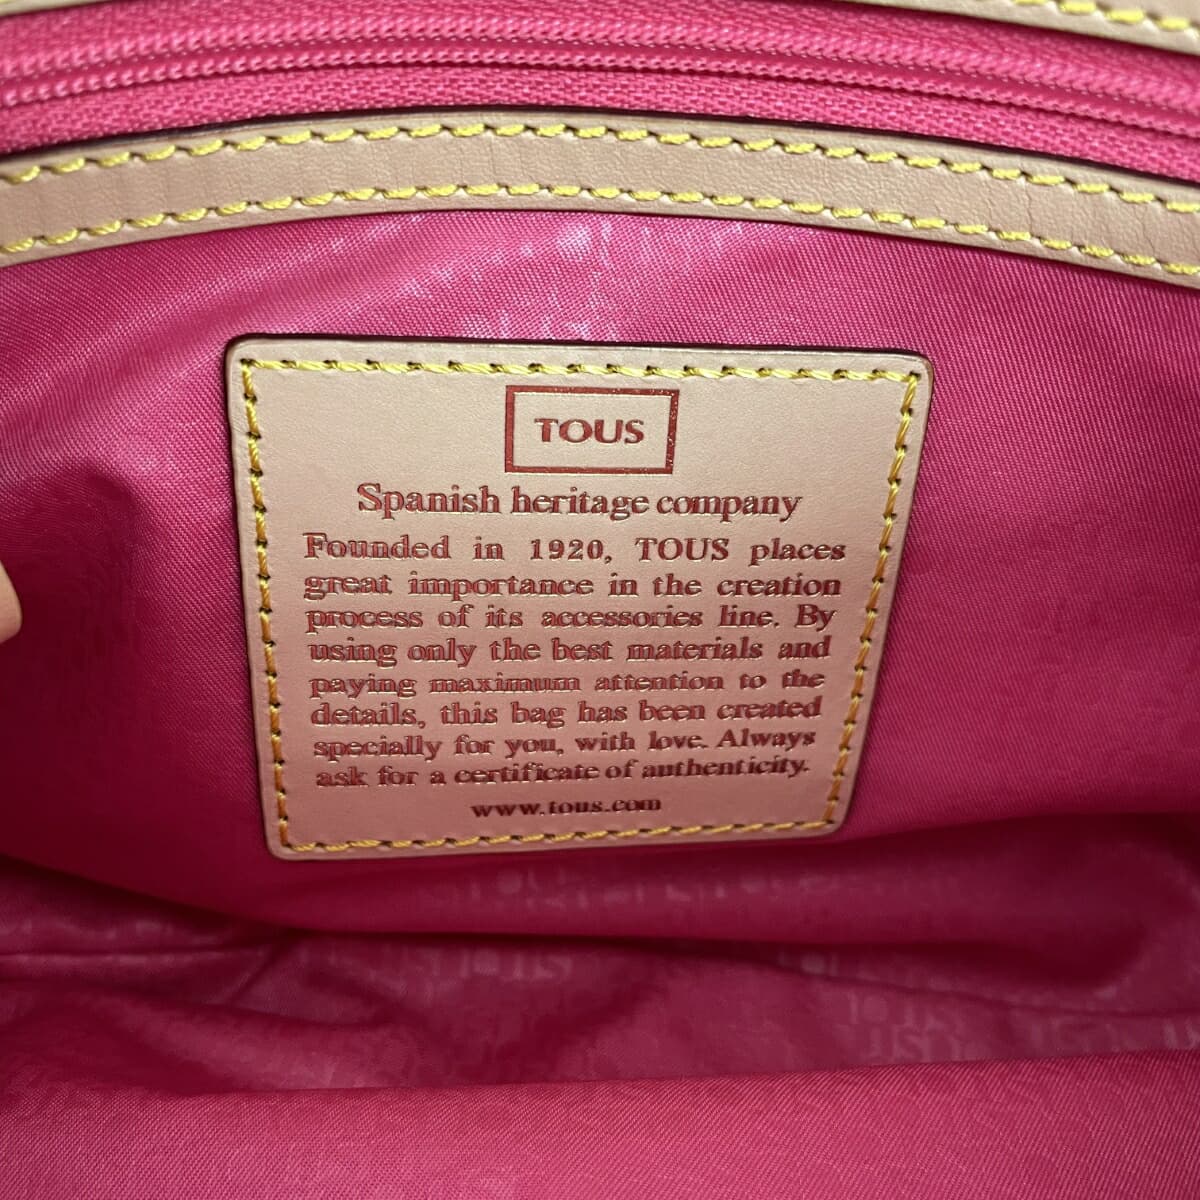 TOUS
Spanish heritage company
Founded in 1920, TOUS places
great importance in the creation
process of its accessories line. By
using only the best materials and
paying maximum attention to the
details, this bag has been created
specially for you, with love. Always
ask for a certificate of authenticity.
www.tous.com